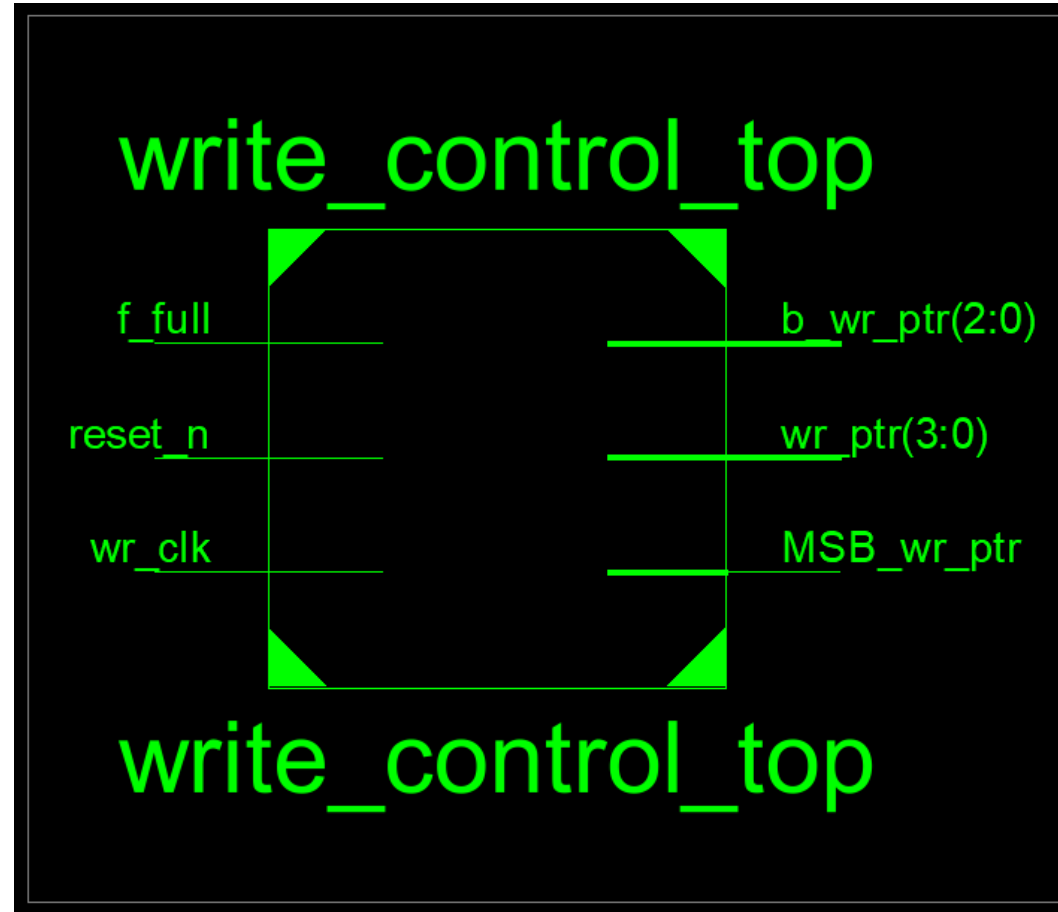 write_control_top
f_full
b_wr_ptr(2:0)
reset_n
wr_ptr(3:0)
wr_clk
MSB_wr_ptr
write_control_top